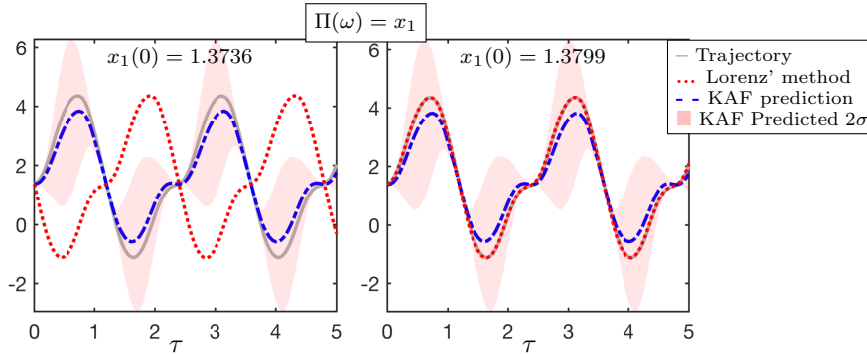 Π(ω) = x₁
x₁(0) = 1.3736
x₁(0) = 1.3799
Trajectory
Lorenz' method
KAF prediction
KAF Predicted 2σ
6
4
2
0
-2
0 1 2 3 4 5
τ
6
4
2
0
-2
0 1 2 3 4 5
τ